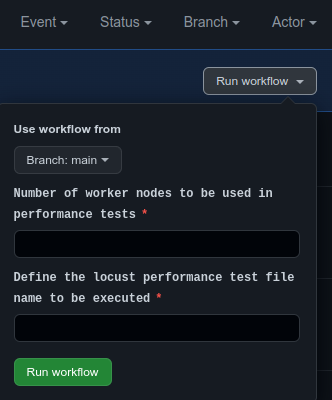 Event Status Branch Actor
Run workflow
Use workflow from
Branch: main
Number of worker nodes to be used in
performance tests *
Define the locust performance test file
name to be executed *
Run workflow